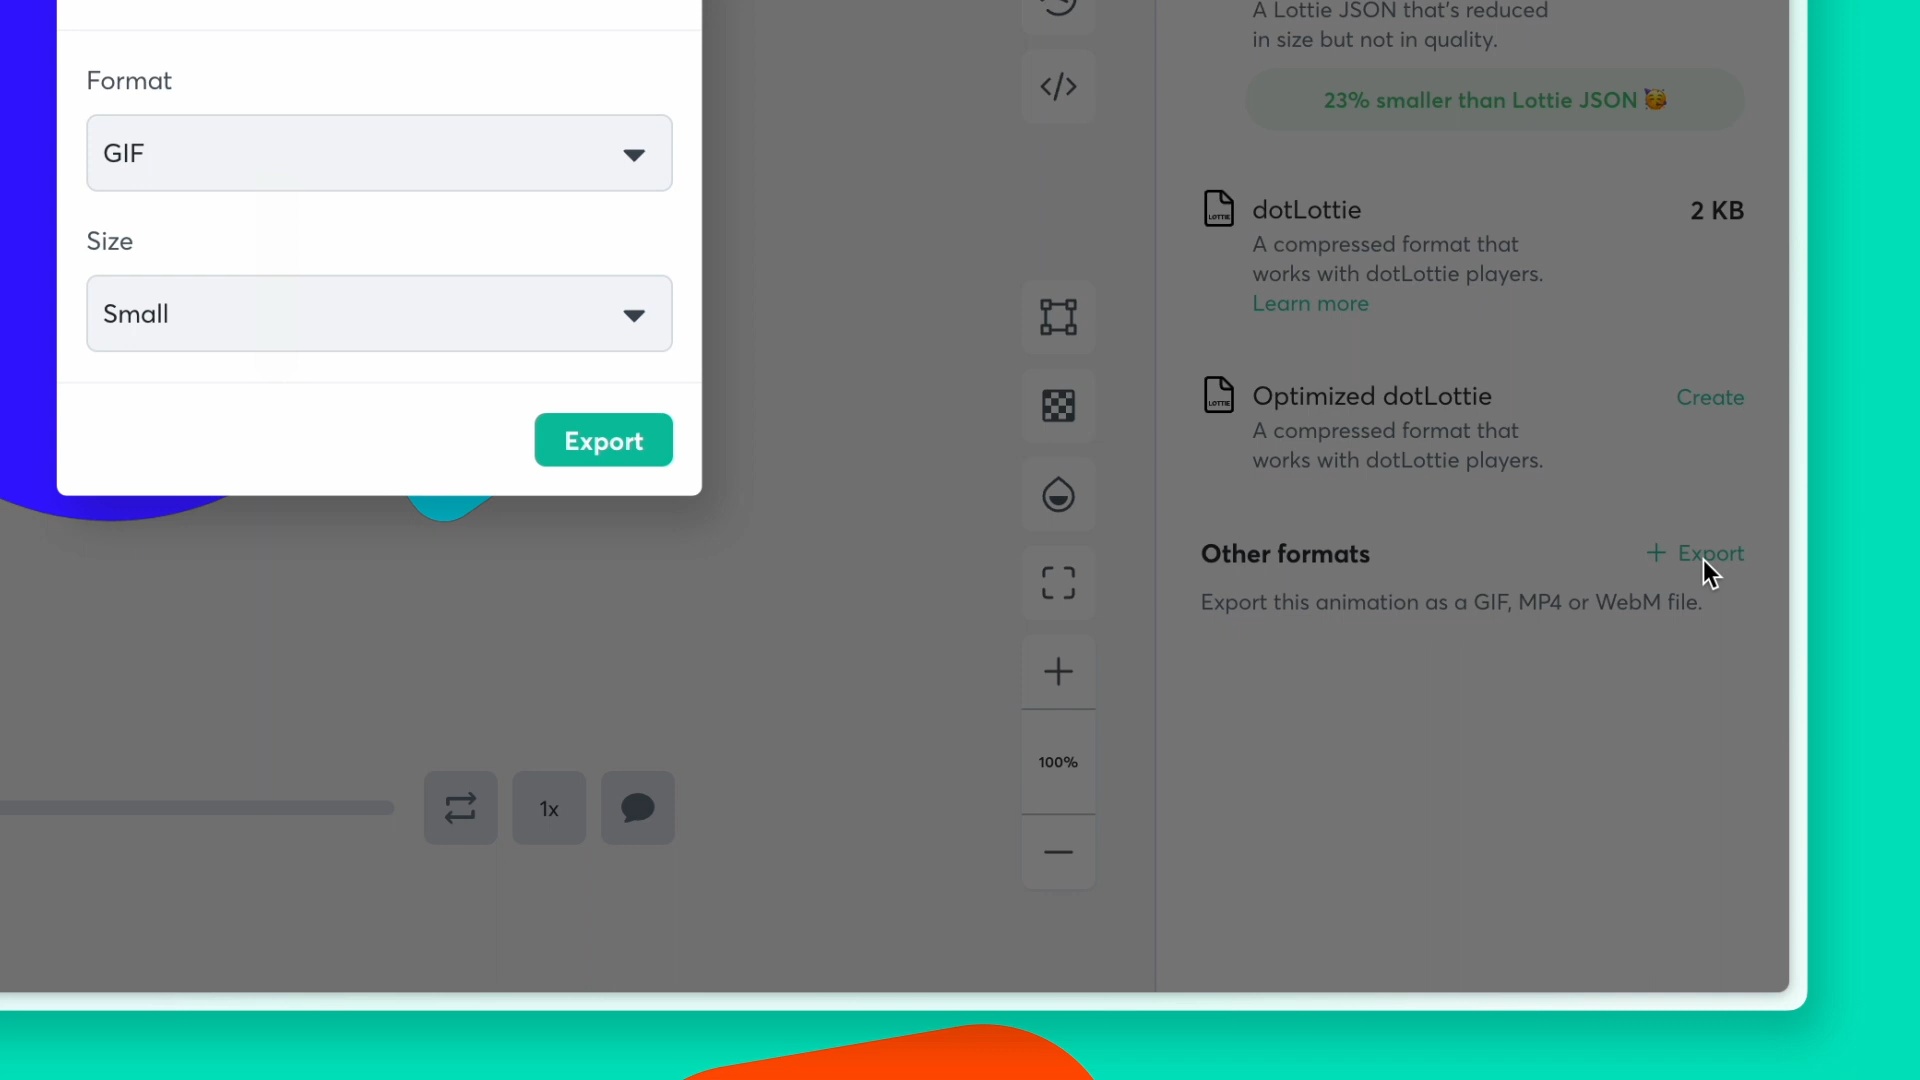 Format
GIF
Size
Small
Export
1x
100%
A Lottie JSON that's reduced
in size but not in quality.
23% smaller than Lottie JSON 🥳
LOTTIE
dotLottie
2 KB
A compressed format that
works with dotLottie players.
Learn more
LOTTIE
Optimized dotLottie
Create
A compressed format that
works with dotLottie players.
Other formats
+ Export
Export this animation as a GIF, MP4 or WebM file.